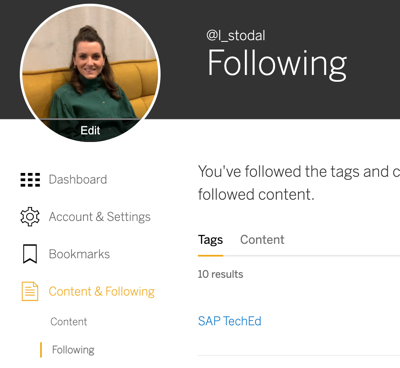 @l_stodal
Following
Edit
Dashboard
Account & Settings
Bookmarks
Content & Following
Content
Following
You've followed the tags and c
followed content.
Tags Content
10 results
SAP TechEd